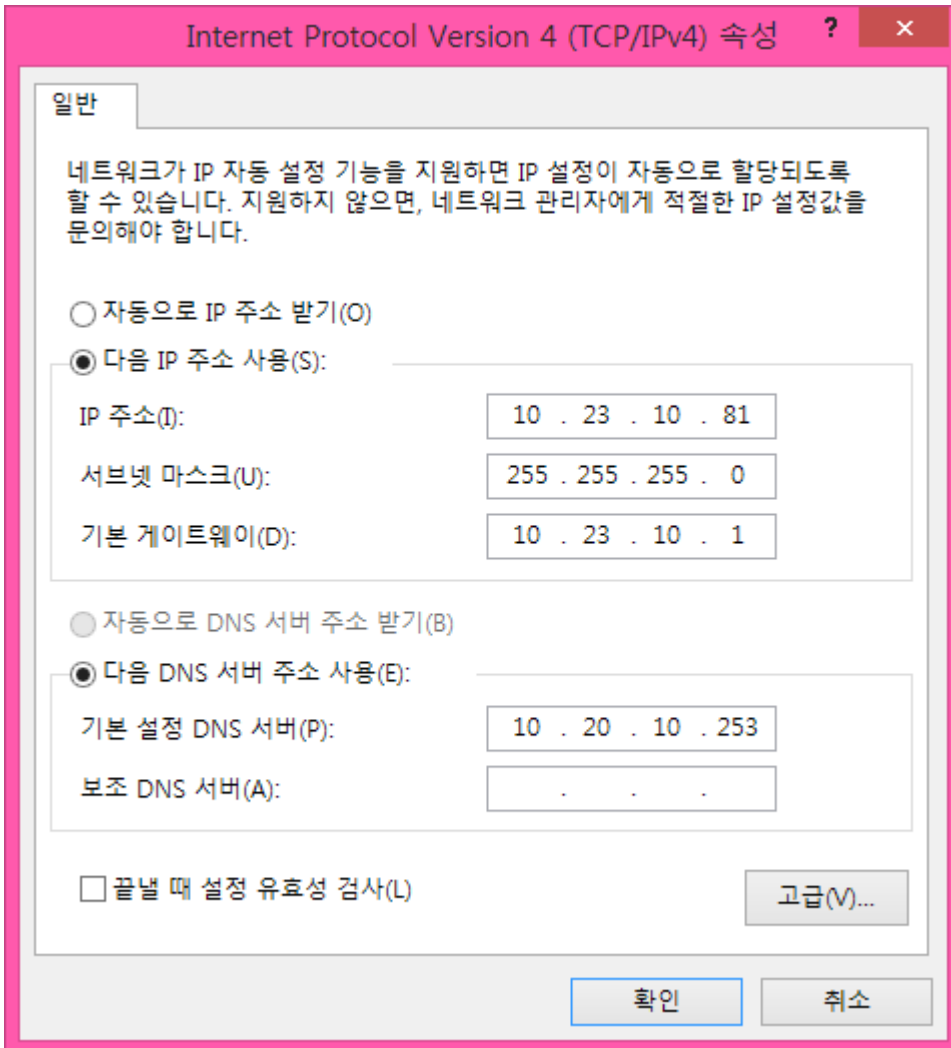 Internet Protocol Version 4 (TCP/IPv4) 속성 ? ×
일반
네트워크가 IP 자동 설정 기능을 지원하면 IP 설정이 자동으로 할당되도록
할 수 있습니다. 지원하지 않으면, 네트워크 관리자에게 적절한 IP 설정값을
문의해야 합니다.
자동으로 IP 주소 받기(O)
다음 IP 주소 사용(S):
IP 주소(I): 10 . 23 . 10 . 81
서브넷 마스크(U): 255 . 255 . 255 . 0
기본 게이트웨이(D): 10 . 23 . 10 . 1
자동으로 DNS 서버 주소 받기(B)
다음 DNS 서버 주소 사용(E):
기본 설정 DNS 서버(P): 10 . 20 . 10 . 253
보조 DNS 서버(A): . . .
끝낼 때 설정 유효성 검사(L)
고급(V)...
확인 취소